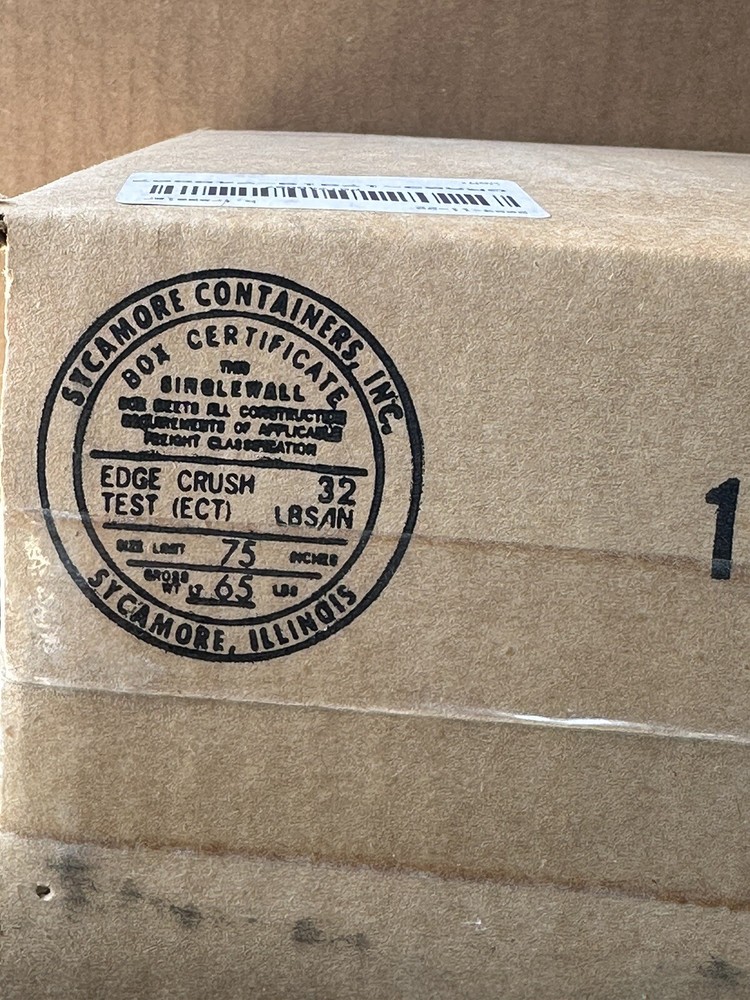 SYCAMORE CONTAINERS, INC.
BOX CERTIFICATE
THIS
SINGLEWALL
BOX MEETS ALL CONSTRUCTION
REQUIREMENTS OF APPLICABLE
FREIGHT CLASSIFICATION
EDGE CRUSH
TEST (ECT)
32
LBS/IN
SIZE LIMIT 75 INCHES
GROSS
WT LT 65 LBS
SYCAMORE, ILLINOIS
1